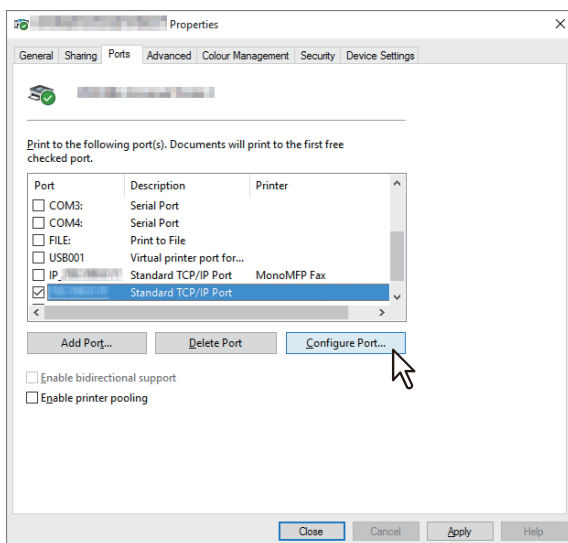 Properties
General Sharing Ports Advanced Colour Management Security Device Settings
Print to the following port(s). Documents will print to the first free
checked port.
Port Description Printer
COM3: Serial Port
COM4: Serial Port
FILE: Print to File
USB001 Virtual printer port for...
IP_ Standard TCP/IP Port MonoMFP Fax
Standard TCP/IP Port
Add Port... Delete Port Configure Port...
Enable bidirectional support
Enable printer pooling
Close Cancel Apply Help